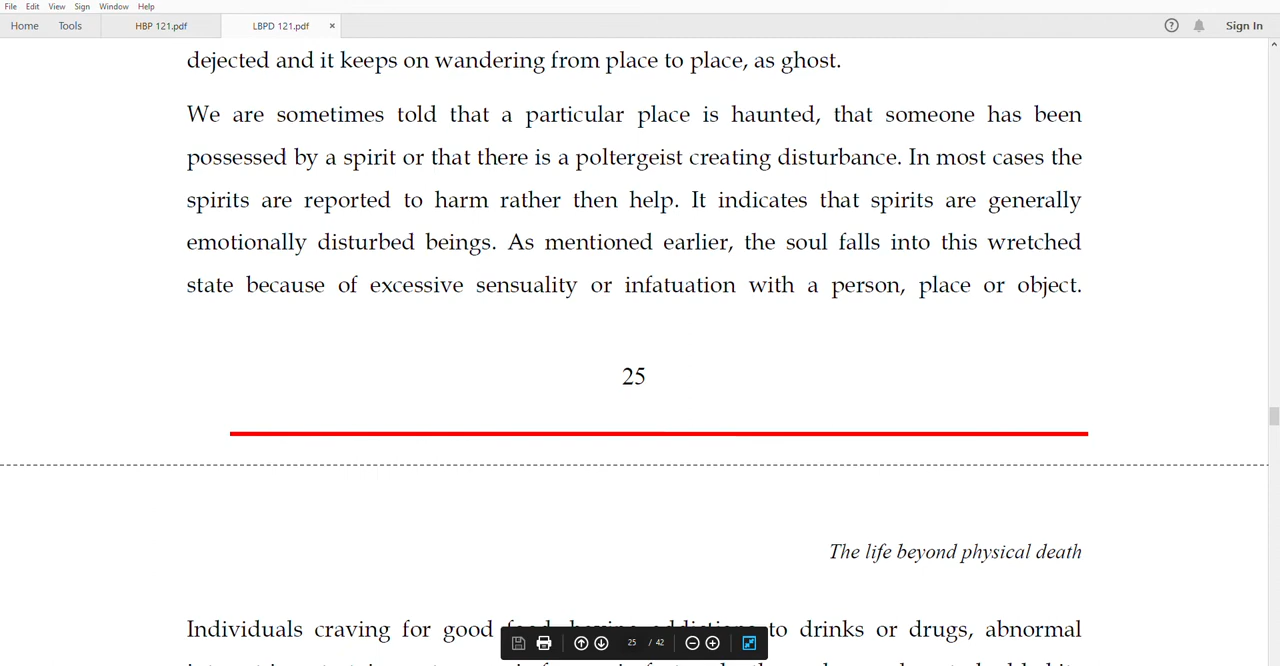 File Edit View Sign Window Help
Home Tools HBP 121.pdf LBPD 121.pdf × ? Sign In
dejected and it keeps on wandering from place to place, as ghost.
We are sometimes told that a particular place is haunted, that someone has been
possessed by a spirit or that there is a poltergeist creating disturbance. In most cases the
spirits are reported to harm rather then help. It indicates that spirits are generally
emotionally disturbed beings. As mentioned earlier, the soul falls into this wretched
state because of excessive sensuality or infatuation with a person, place or object.
25
The life beyond physical death
Individuals craving for good to drinks or drugs, abnormal
25 / 42